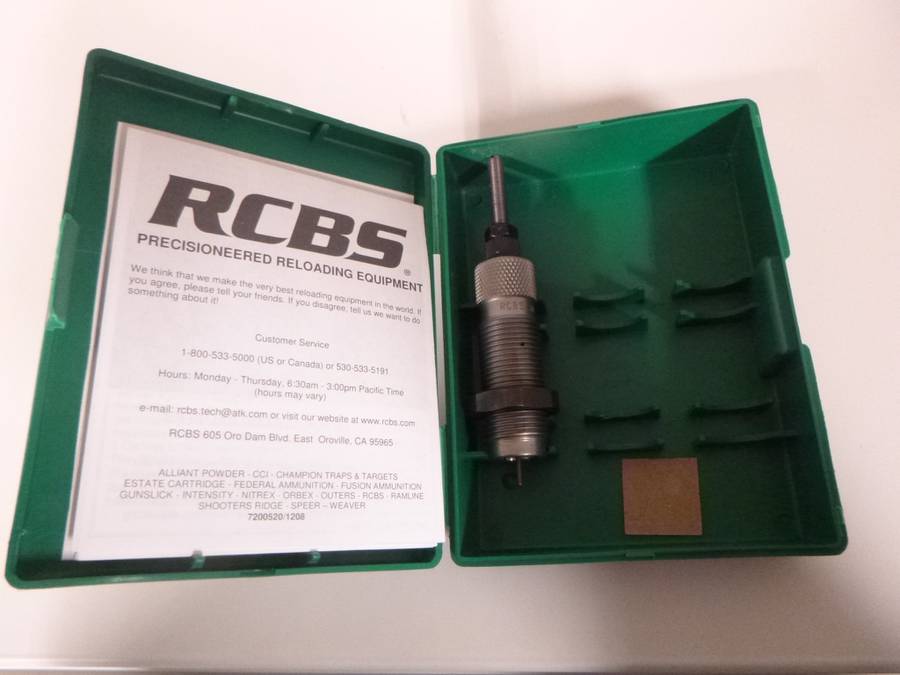 RCBS®
PRECISIONEERED RELOADING EQUIPMENT
We think that we make the very best reloading equipment in the world. If
you agree, please tell your friends. If you disagree, tell us we want to do
something about it!
Customer Service
1-800-533-5000 (US or Canada) or 530-533-5191
Hours: Monday - Thursday, 6:30am - 3:00pm Pacific Time
(hours may vary)
e-mail: rcbs.tech@atk.com or visit our website at www.rcbs.com
RCBS 605 Oro Dam Blvd. East Oroville, CA 95965
ALLIANT POWDER - CCI - CHAMPION TRAPS & TARGETS
ESTATE CARTRIDGE - FEDERAL AMMUNITION - FUSION AMMUNITION
GUNSLICK - INTENSITY - NITREX - ORBEX - OUTERS - RCBS - RAMLINE
SHOOTERS RIDGE - SPEER – WEAVER
7200520/1208
RCBS